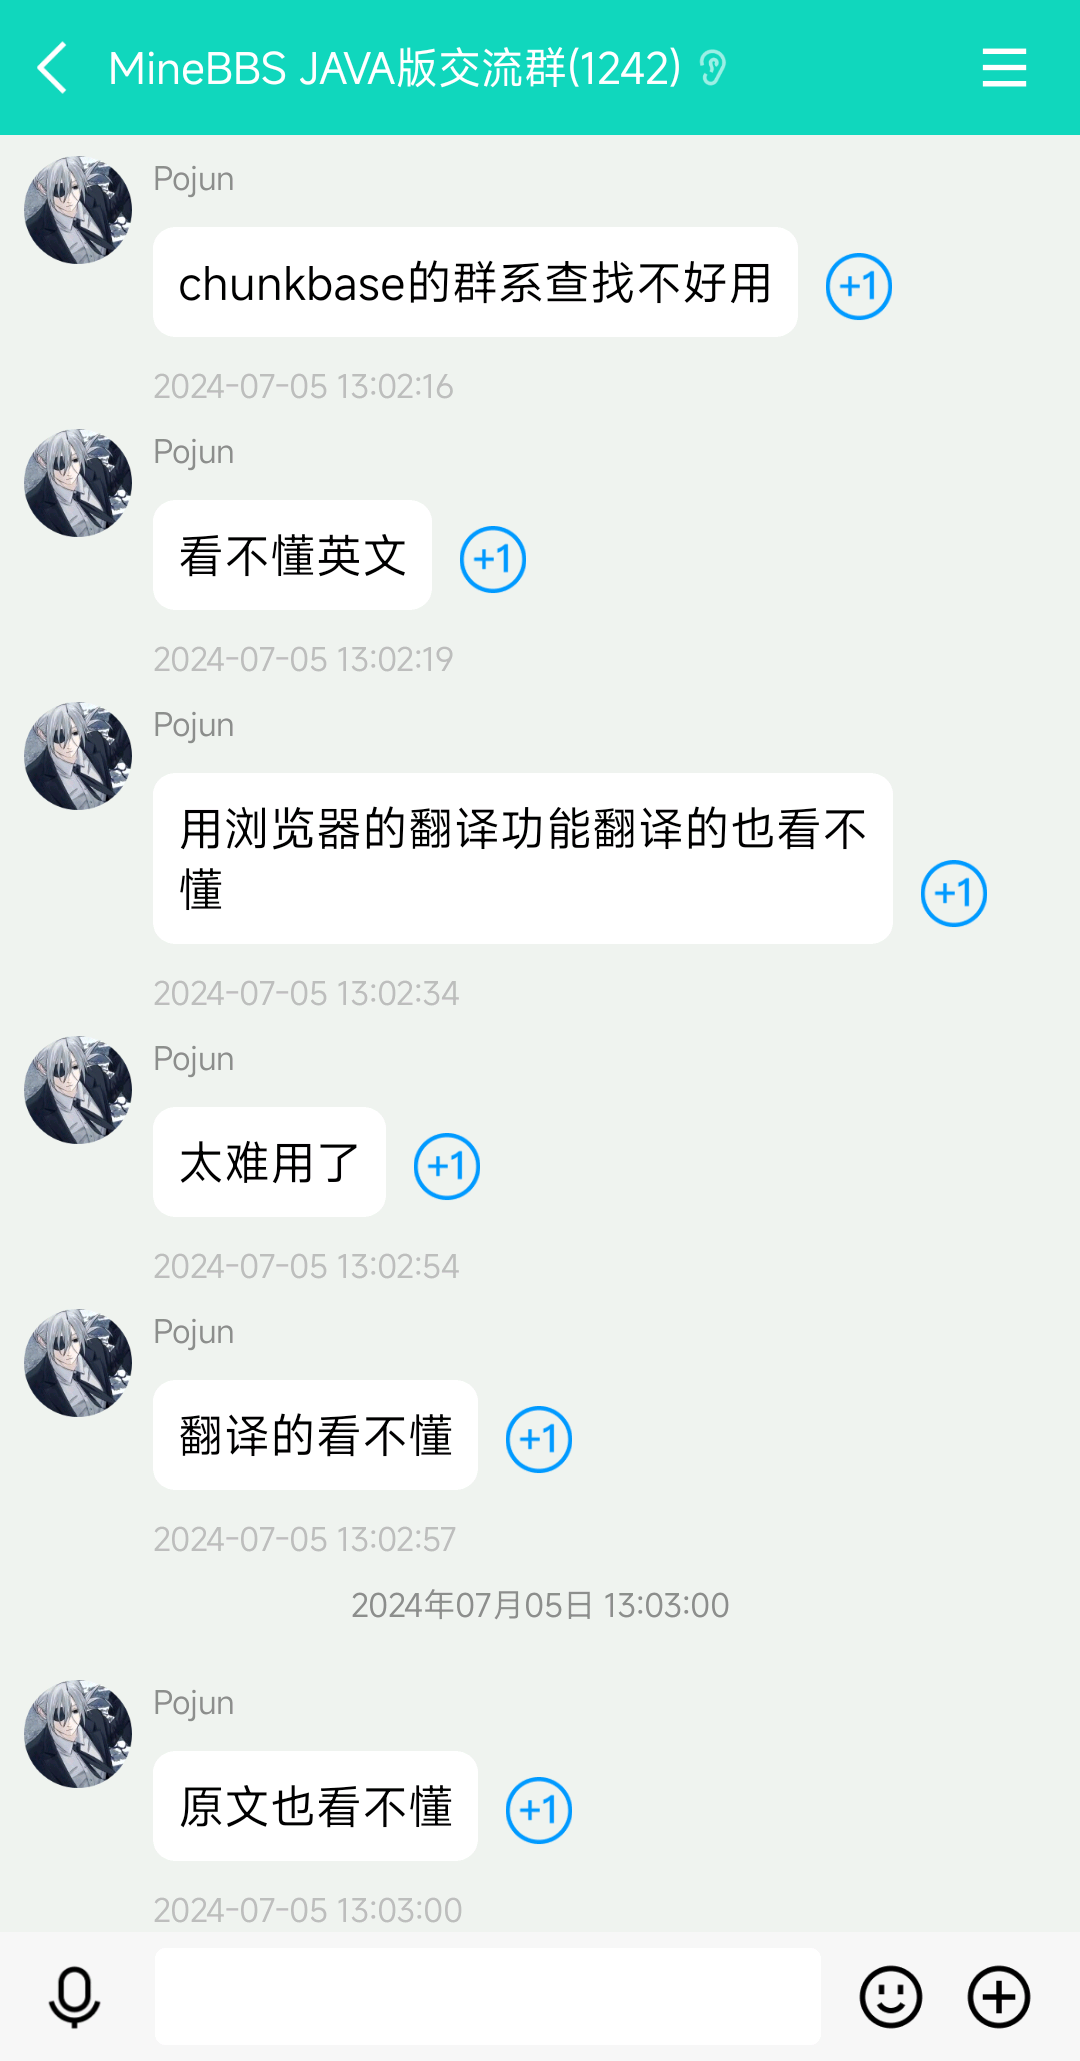 MineBBS JAVA版交流群(1242)
Pojun
chunkbase的群系查找不好用
+1
2024-07-05 13:02:16
Pojun
看不懂英文
+1
2024-07-05 13:02:19
Pojun
用浏览器的翻译功能翻译的也看不
懂
+1
2024-07-05 13:02:34
Pojun
太难用了
+1
2024-07-05 13:02:54
Pojun
翻译的看不懂
+1
2024-07-05 13:02:57
2024年07月05日 13:03:00
Pojun
原文也看不懂
+1
2024-07-05 13:03:00